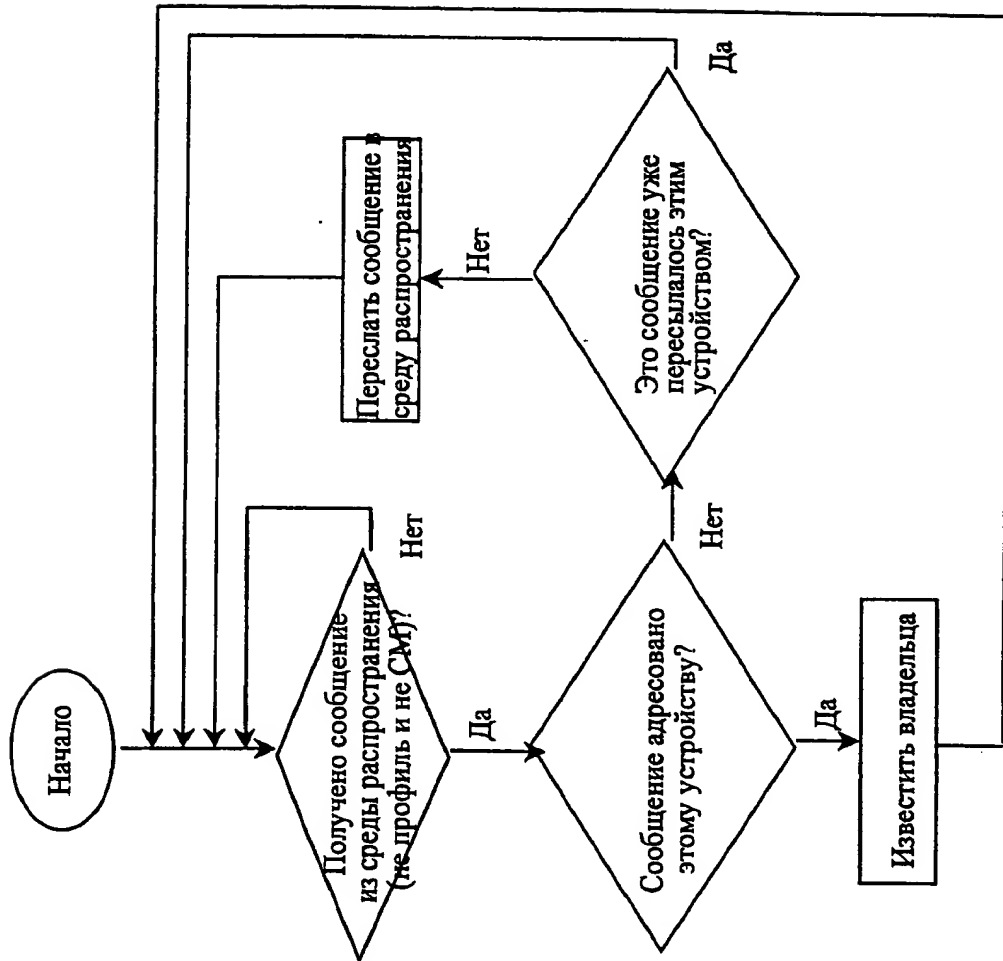 Начало
Получено сообщение
из среды распространения
(не профиль и не СМ)?
Нет
Да
Сообщение адресовано
этому устройству?
Нет
Да
Известить владельца
Это сообщение уже
пересылалось этим
устройством?
Да
Нет
Переслать сообщение в
среду распространения